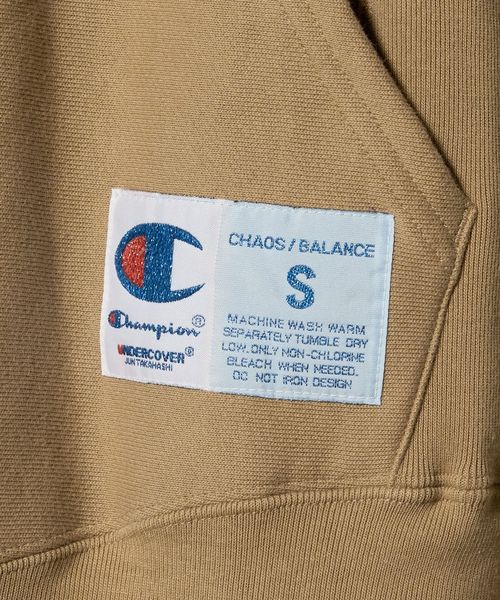 Champion®
UNDERCOVER®
JUN TAKAHASHI
CHAOS / BALANCE
S
MACHINE WASH WARM
SEPARATELY TUMBLE DRY
LOW. ONLY NON-CHLORINE
BLEACH WHEN NEEDED.
DO NOT IRON DESIGN